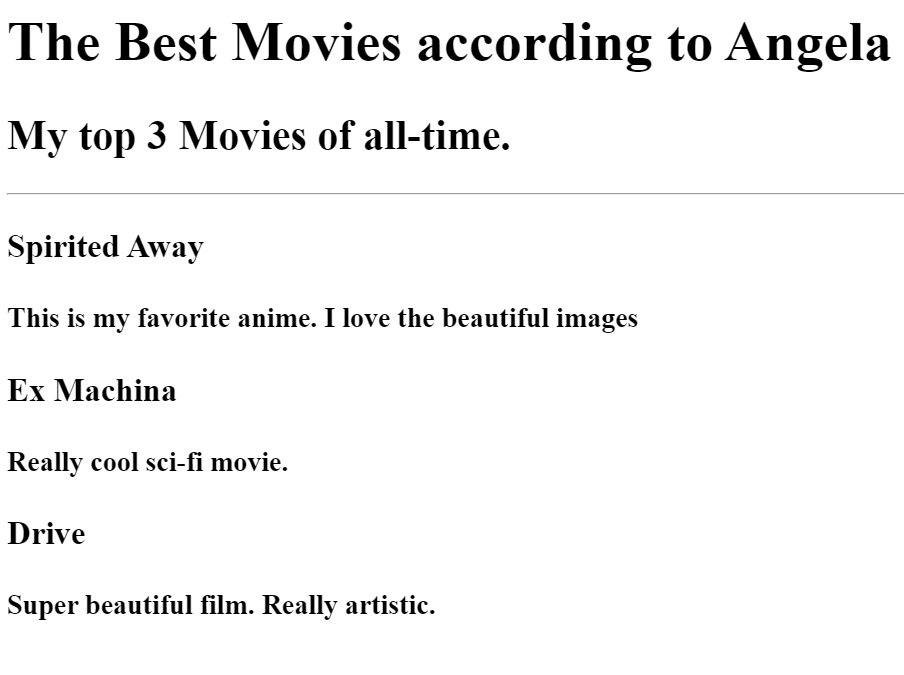 The Best Movies according to Angela
My top 3 Movies of all-time.
Spirited Away
This is my favorite anime. I love the beautiful images
Ex Machina
Really cool sci-fi movie.
Drive
Super beautiful film. Really artistic.